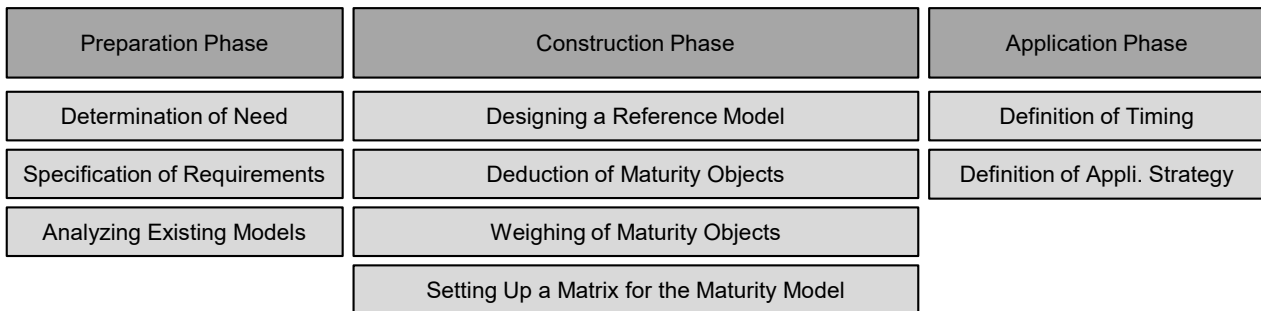 Preparation Phase
Construction Phase
Application Phase
Determination of Need
Designing a Reference Model
Definition of Timing
Specification of Requirements
Deduction of Maturity Objects
Definition of Appli. Strategy
Analyzing Existing Models
Weighing of Maturity Objects
Setting Up a Matrix for the Maturity Model